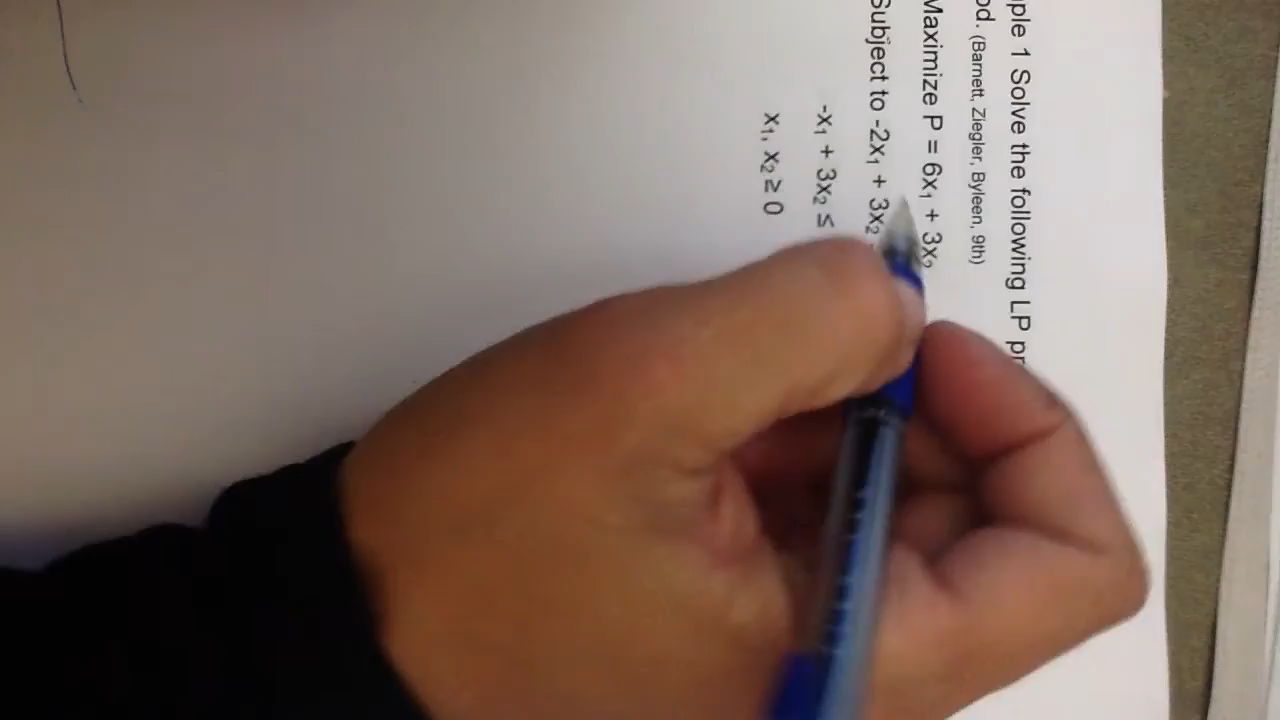 ple 1 Solve the following LP pr
od. (Barnett, Ziegler, Byleen, 9th)
Maximize P = 6x₁ + 3x₂
Subject to -2x₁ + 3x₂
-x₁ + 3x₂ ≤
x₁, x₂ ≥ 0